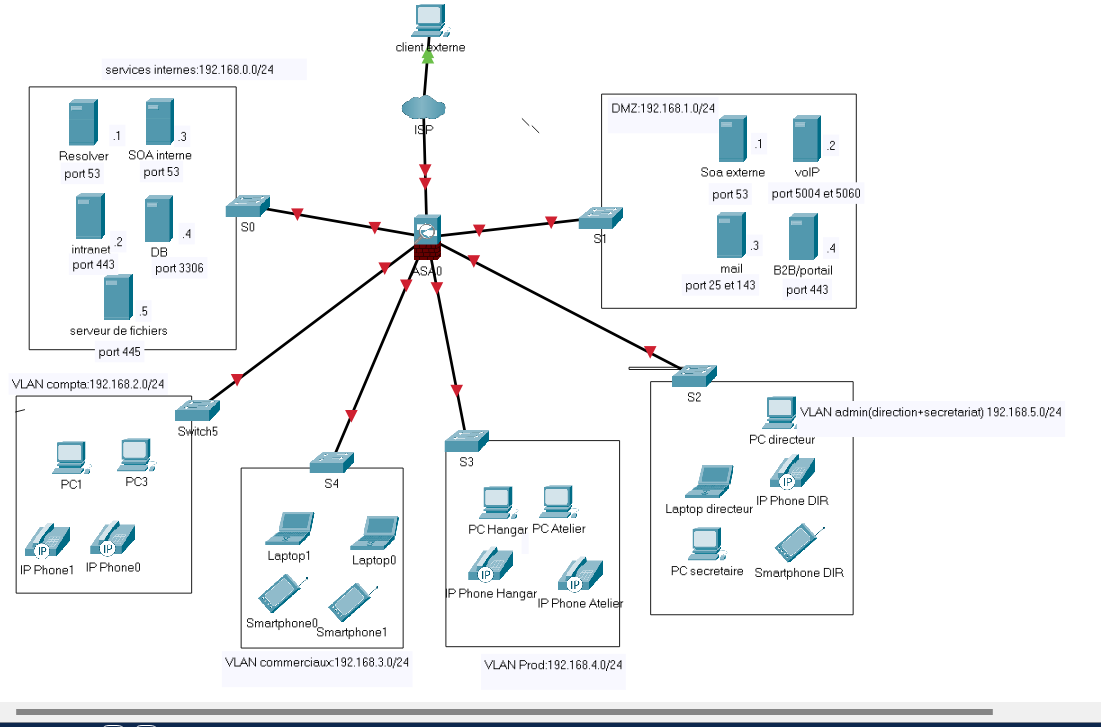 client externe
services internes:192.168.0.0/24
DMZ:192.168.1.0/24
ISP
.1
.3
Resolver
SOA interne
port 53
port 53
.1
.2
Soa externe
voIP
port 53
port 5004 et 5060
S0
S1
intranet
.2
.4
DB
port 443
port 3306
.3
.4
mail
B2B/portail
port 25 et 143
port 443
ASA0
.5
serveur de fichiers
port 445
VLAN compta:192.168.2.0/24
S2
VLAN admin(direction+secretariat) 192.168.5.0/24
PC directeur
Switch5
PC1
PC3
S4
S3
IP
IP Phone DIR
Laptop directeur
PC Hangar
PC Atelier
IP
IP
IP Phone1
IP Phone0
Laptop1
Laptop0
IP
IP
IP Phone Hangar
IP Phone Atelier
PC secretaire
Smartphone DIR
Smartphone0
Smartphone1
VLAN commerciaux:192.168.3.0/24
VLAN Prod:192.168.4.0/24